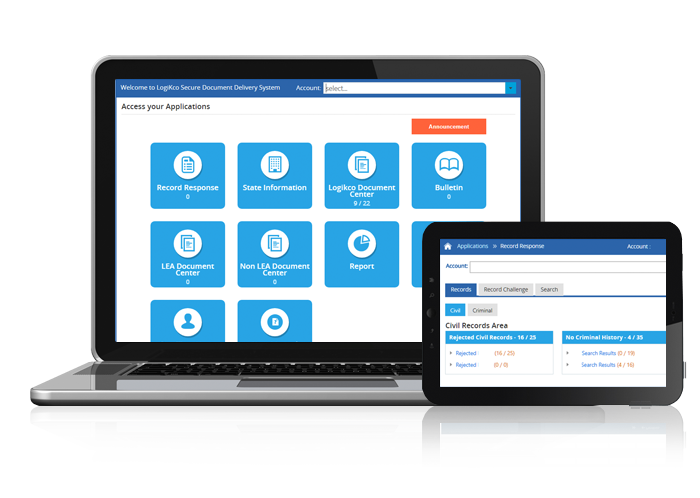 Welcome to LogiKco Secure Document Delivery System
Account:
select...
Access your Applications
Announcement
Record Response
0
State Information
Logikco Document
Center
9 / 22
Bulletin
0
LEA Document
Center
0
Non LEA Document
Center
0
Report
Applications » Record Response
Account :
Account:
Records
Record Challenge
Search
Civil
Criminal
Civil Records Area
Rejected Civil Records - 16 / 25
Rejected (16 / 25)
Rejected (0 / 0)
No Criminal History - 4 / 35
Search Results (0 / 19)
Search Results (4 / 16)